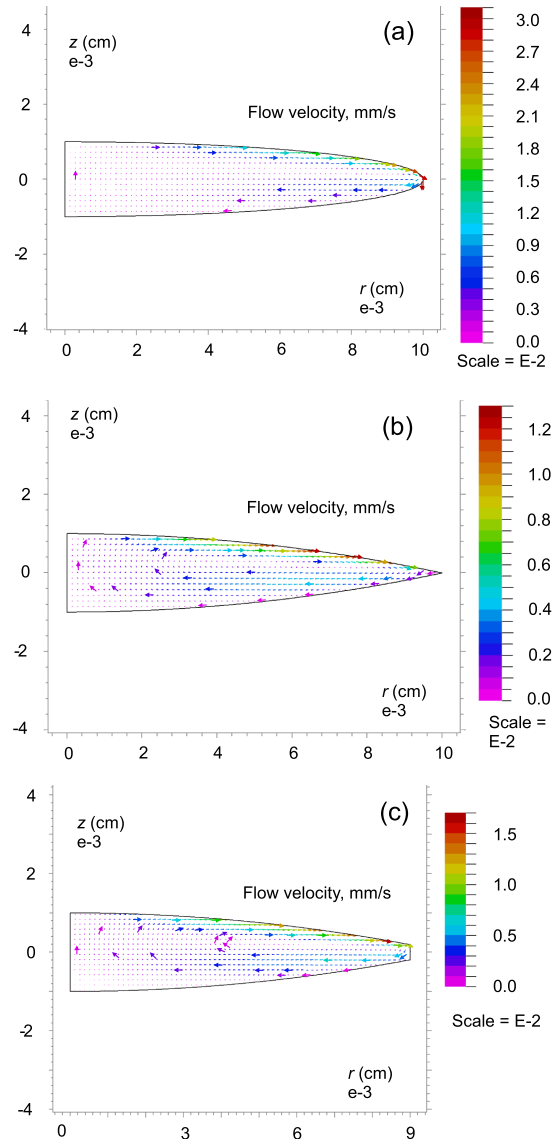 (a)
z (cm)
e-3
Flow velocity, mm/s
4
2
0
-2
-4
r (cm)
e-3
0 2 4 6 8 10
3.0
2.7
2.4
2.1
1.8
1.5
1.2
0.9
0.6
0.3
0.0
Scale = E-2
(b)
z (cm)
e-3
Flow velocity, mm/s
4
2
0
-2
-4
r (cm)
e-3
0 2 4 6 8 10
1.2
1.0
0.8
0.6
0.4
0.2
0.0
Scale =
E-2
(c)
z (cm)
e-3
Flow velocity, mm/s
4
2
0
-2
-4
r (cm)
e-3
0 3 6 9
1.5
1.0
0.5
0.0
Scale = E-2